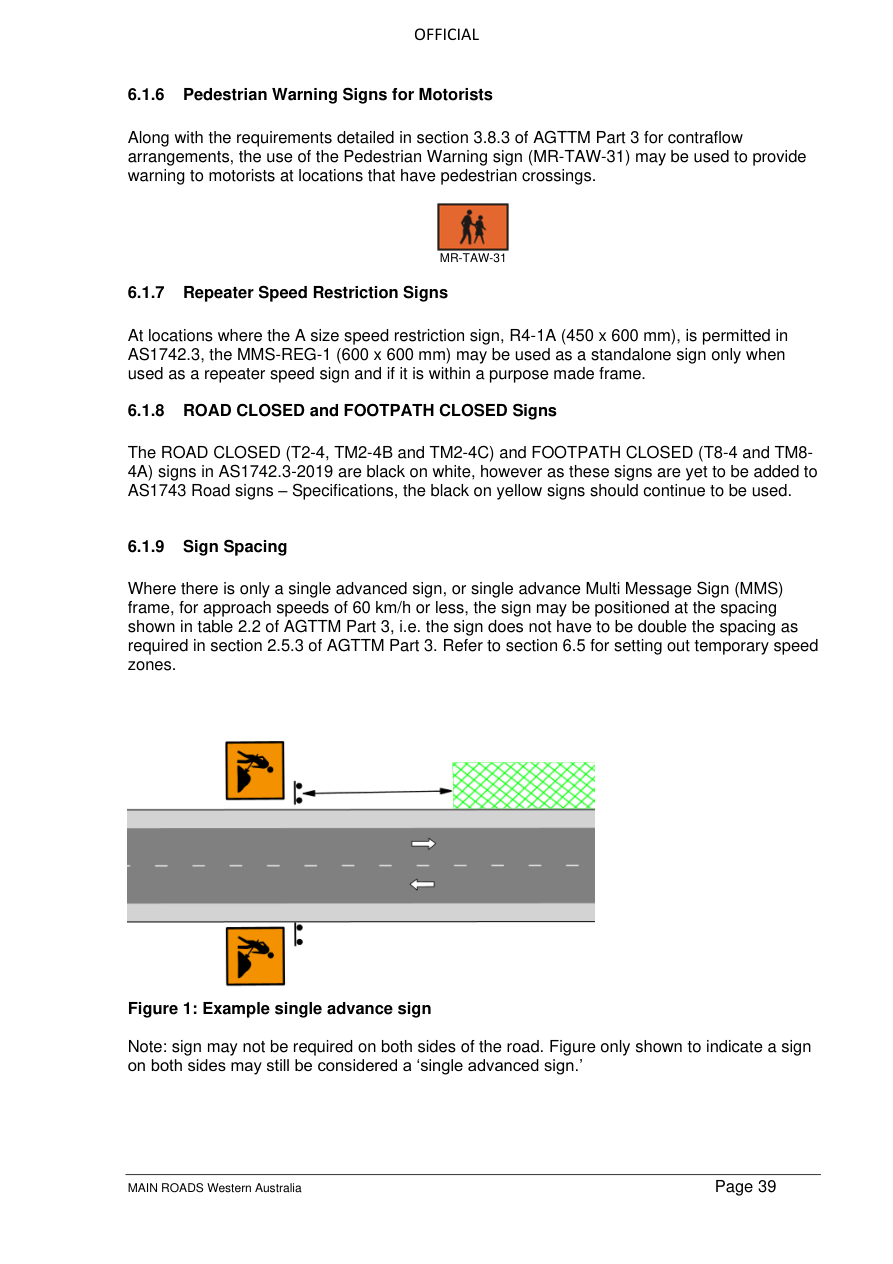 OFFICIAL
6.1.6 Pedestrian Warning Signs for Motorists
Along with the requirements detailed in section 3.8.3 of AGTTM Part 3 for contraflow
arrangements, the use of the Pedestrian Warning sign (MR-TAW-31) may be used to provide
warning to motorists at locations that have pedestrian crossings.
MR-TAW-31
6.1.7 Repeater Speed Restriction Signs
At locations where the A size speed restriction sign, R4-1A (450 x 600 mm), is permitted in
AS1742.3, the MMS-REG-1 (600 x 600 mm) may be used as a standalone sign only when
used as a repeater speed sign and if it is within a purpose made frame.
6.1.8 ROAD CLOSED and FOOTPATH CLOSED Signs
The ROAD CLOSED (T2-4, TM2-4B and TM2-4C) and FOOTPATH CLOSED (T8-4 and TM8-
4A) signs in AS1742.3-2019 are black on white, however as these signs are yet to be added to
AS1743 Road signs – Specifications, the black on yellow signs should continue to be used.
6.1.9 Sign Spacing
Where there is only a single advanced sign, or single advance Multi Message Sign (MMS)
frame, for approach speeds of 60 km/h or less, the sign may be positioned at the spacing
shown in table 2.2 of AGTTM Part 3, i.e. the sign does not have to be double the spacing as
required in section 2.5.3 of AGTTM Part 3. Refer to section 6.5 for setting out temporary speed
zones.
Figure 1: Example single advance sign
Note: sign may not be required on both sides of the road. Figure only shown to indicate a sign
on both sides may still be considered a ‘single advanced sign.’
MAIN ROADS Western Australia Page 39